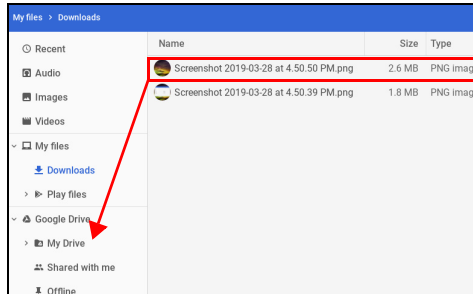 My files > Downloads
Recent
Audio
Images
Videos
My files
Downloads
Play files
Google Drive
My Drive
Shared with me
Offline
Name Size Type
Screenshot 2019-03-28 at 4.50.50 PM.png 2.6 MB PNG imag
Screenshot 2019-03-28 at 4.50.39 PM.png 1.8 MB PNG imag